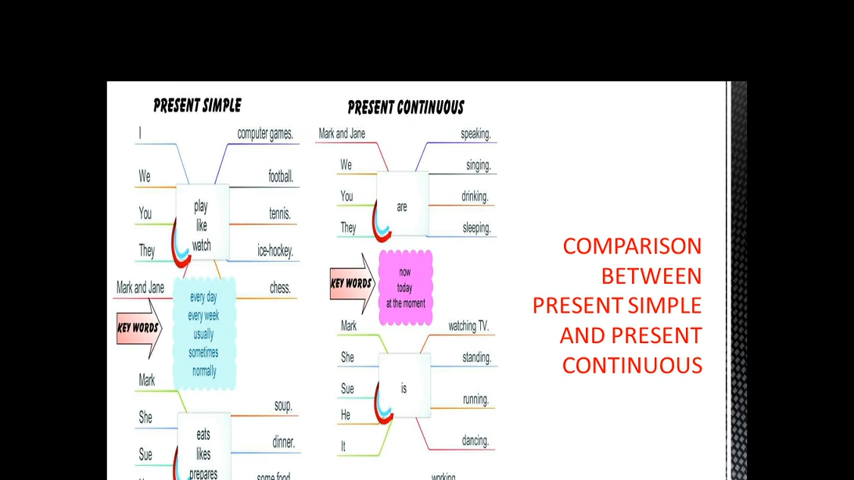 PRESENT SIMPLE
I
computer games.
We
football.
You
tennis.
They
ice-hockey.
Mark and Jane
chess.
play
like
watch
KEY WORDS
every day
every week
usually
sometimes
normally
Mark
She
soup.
Sue
dinner.
some food
eats
likes
prepares
PRESENT CONTINUOUS
Mark and Jane
speaking.
We
singing.
You
drinking.
They
sleeping.
are
KEY WORDS
now
today
at the moment
Mark
watching TV.
She
standing.
Sue
He
running.
It
dancing.
is
working
COMPARISON
BETWEEN
PRESENT SIMPLE
AND PRESENT
CONTINUOUS